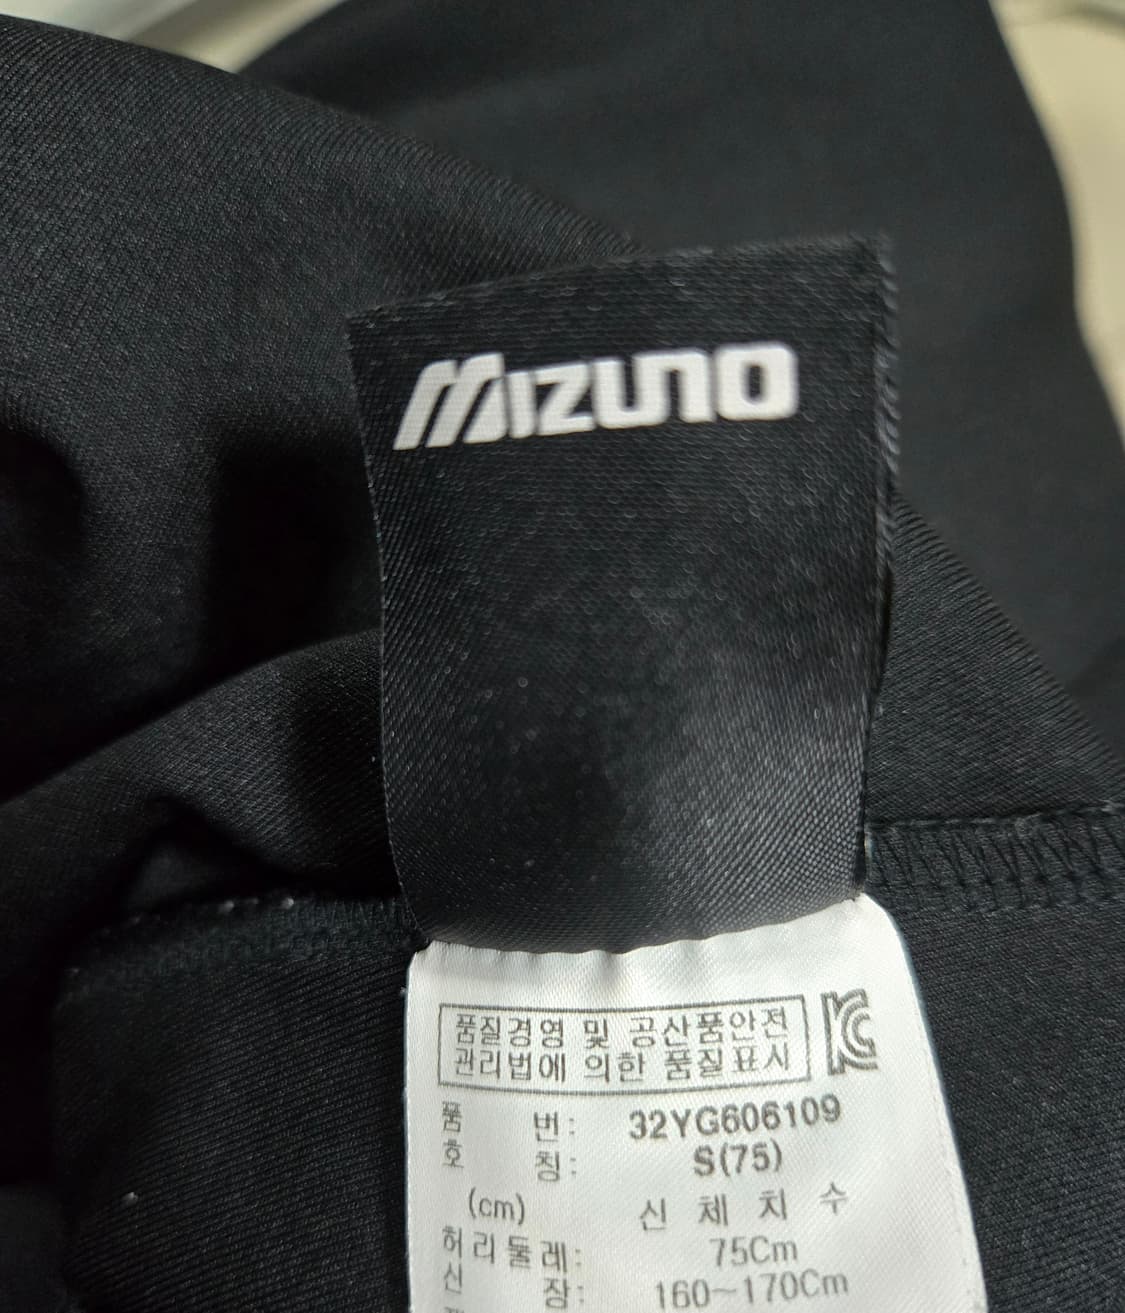 MIZUNO
품질경영 및 공산품안전
관리법에 의한 품질표시
품 번: 32YG606109
호 칭: S(75)
(cm) 신 체 치 수
허리둘레: 75Cm
신 장: 160~170Cm